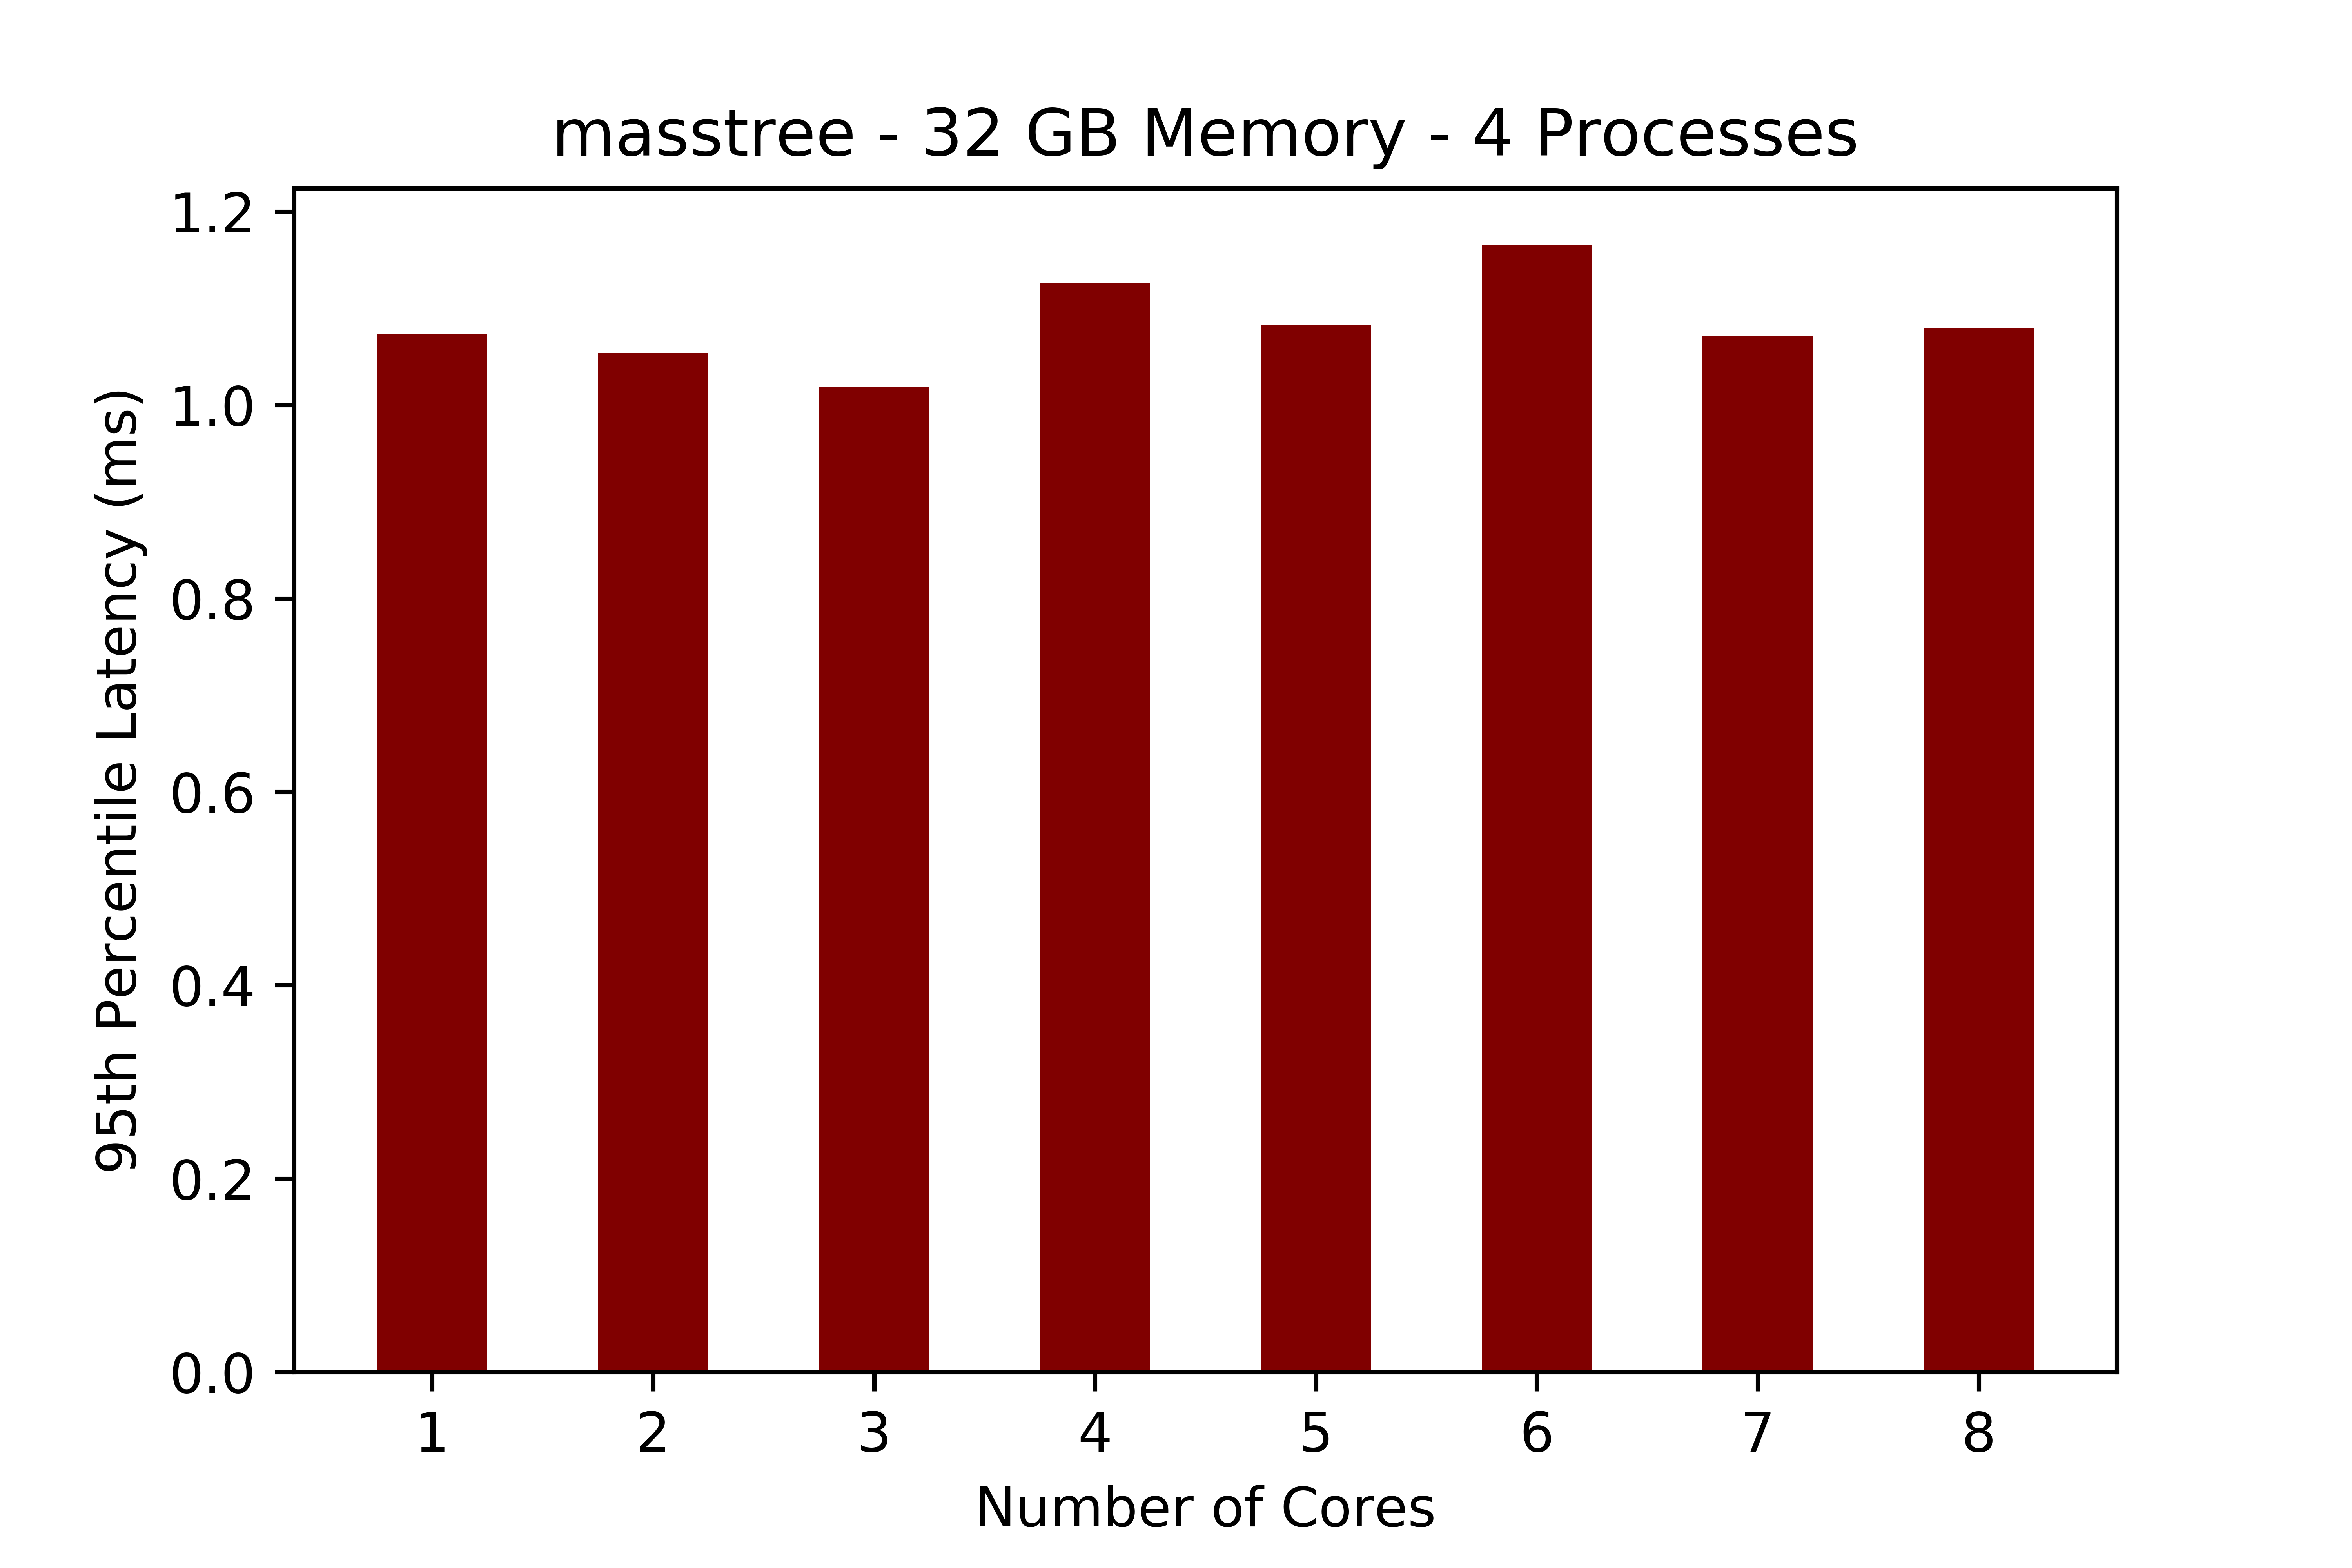 masstree - 32 GB Memory - 4 Processes
95th Percentile Latency (ms)
1.2
1.0
0.8
0.6
0.4
0.2
0.0
1 2 3 4 5 6 7 8
Number of Cores